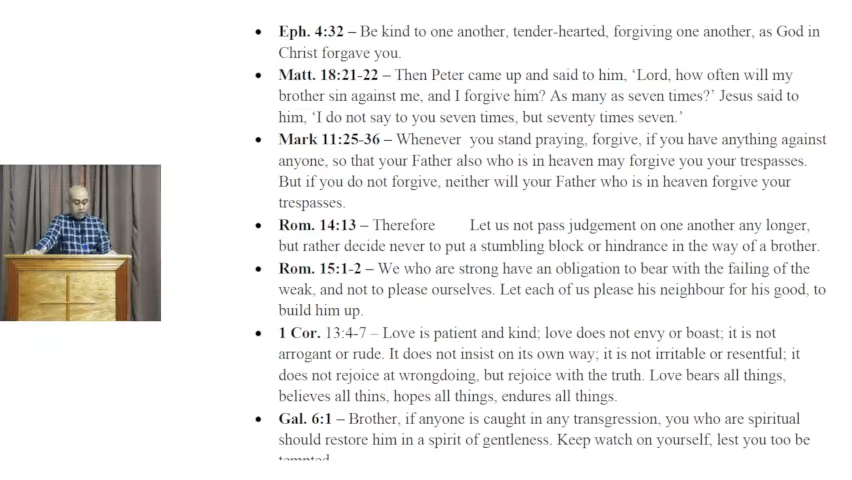 • Eph. 4:32 – Be kind to one another, tender-hearted, forgiving one another, as God in
Christ forgave you.
• Matt. 18:21-22 – Then Peter came up and said to him, ‘Lord, how often will my
brother sin against me, and I forgive him? As many as seven times?’ Jesus said to
him, ‘I do not say to you seven times, but seventy times seven.’
• Mark 11:25-36 – Whenever you stand praying, forgive, if you have anything against
anyone, so that your Father also who is in heaven may forgive you your trespasses.
But if you do not forgive, neither will your Father who is in heaven forgive your
trespasses.
• Rom. 14:13 – Therefore Let us not pass judgement on one another any longer,
but rather decide never to put a stumbling block or hindrance in the way of a brother.
• Rom. 15:1-2 – We who are strong have an obligation to bear with the failing of the
weak, and not to please ourselves. Let each of us please his neighbour for his good, to
build him up.
• 1 Cor. 13:4-7 – Love is patient and kind; love does not envy or boast; it is not
arrogant or rude. It does not insist on its own way; it is not irritable or resentful; it
does not rejoice at wrongdoing, but rejoice with the truth. Love bears all things,
believes all thins, hopes all things, endures all things.
• Gal. 6:1 – Brother, if anyone is caught in any transgression, you who are spiritual
should restore him in a spirit of gentleness. Keep watch on yourself, lest you too be
tempted